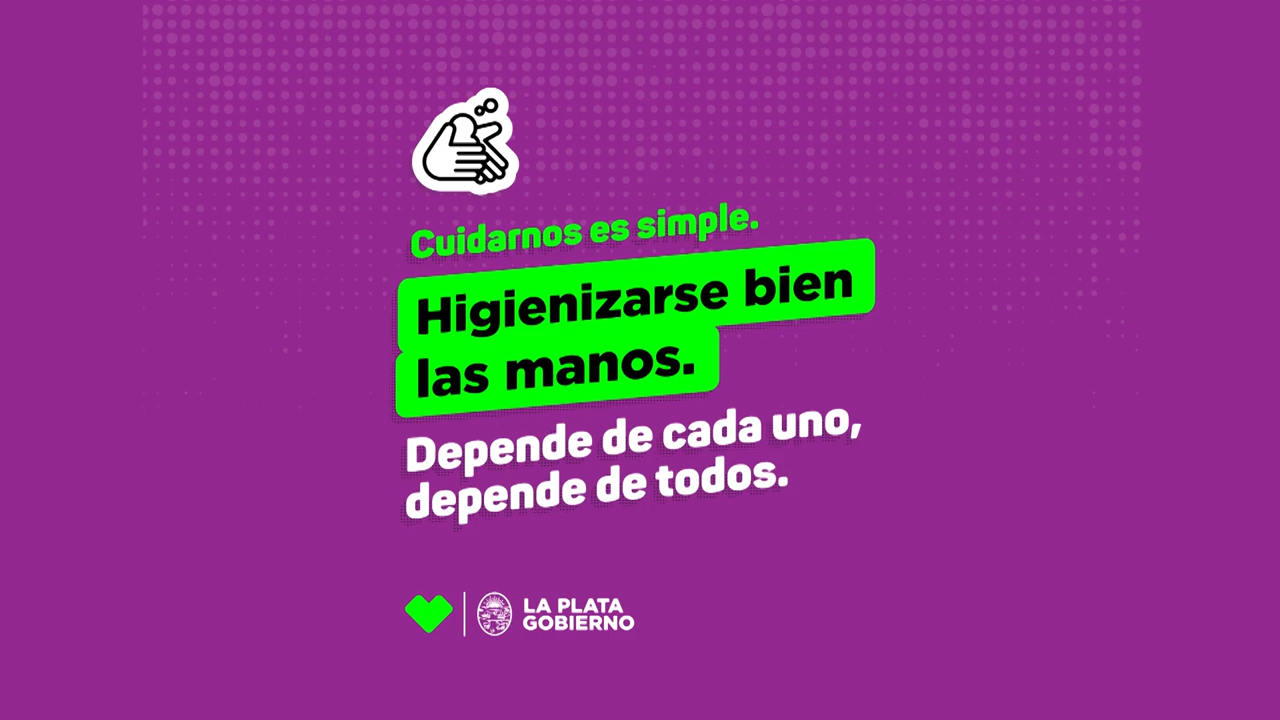 Cuidarnos es simple.
Higienizarse bien
las manos.
Depende de cada uno,
depende de todos.
LA PLATA
GOBIERNO